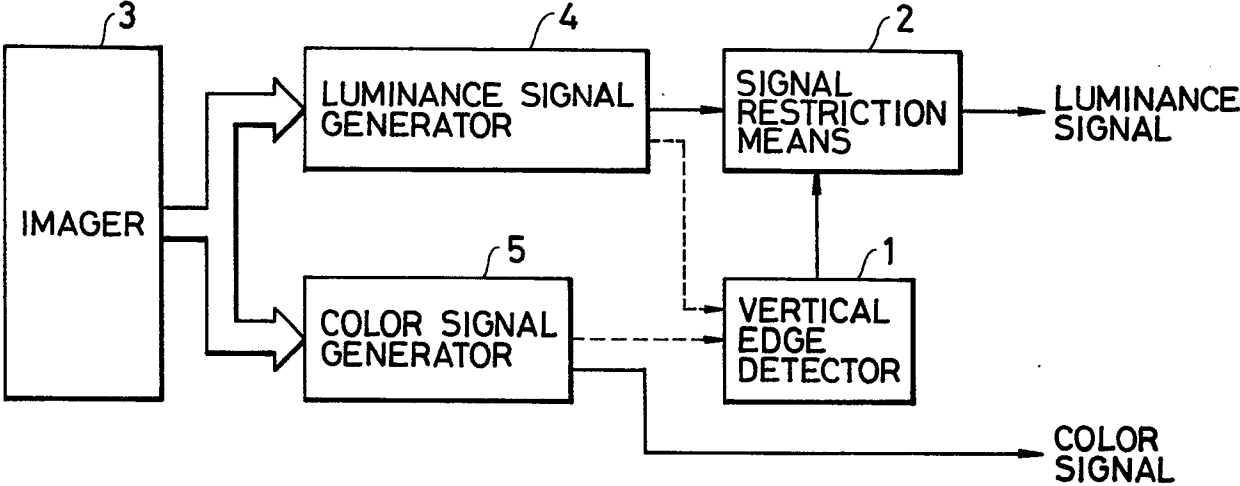 3
4
2
IMAGER
LUMINANCE SIGNAL
GENERATOR
SIGNAL
RESTRICTION
MEANS
LUMINANCE
SIGNAL
5
1
COLOR SIGNAL
GENERATOR
VERTICAL
EDGE
DETECTOR
COLOR
SIGNAL